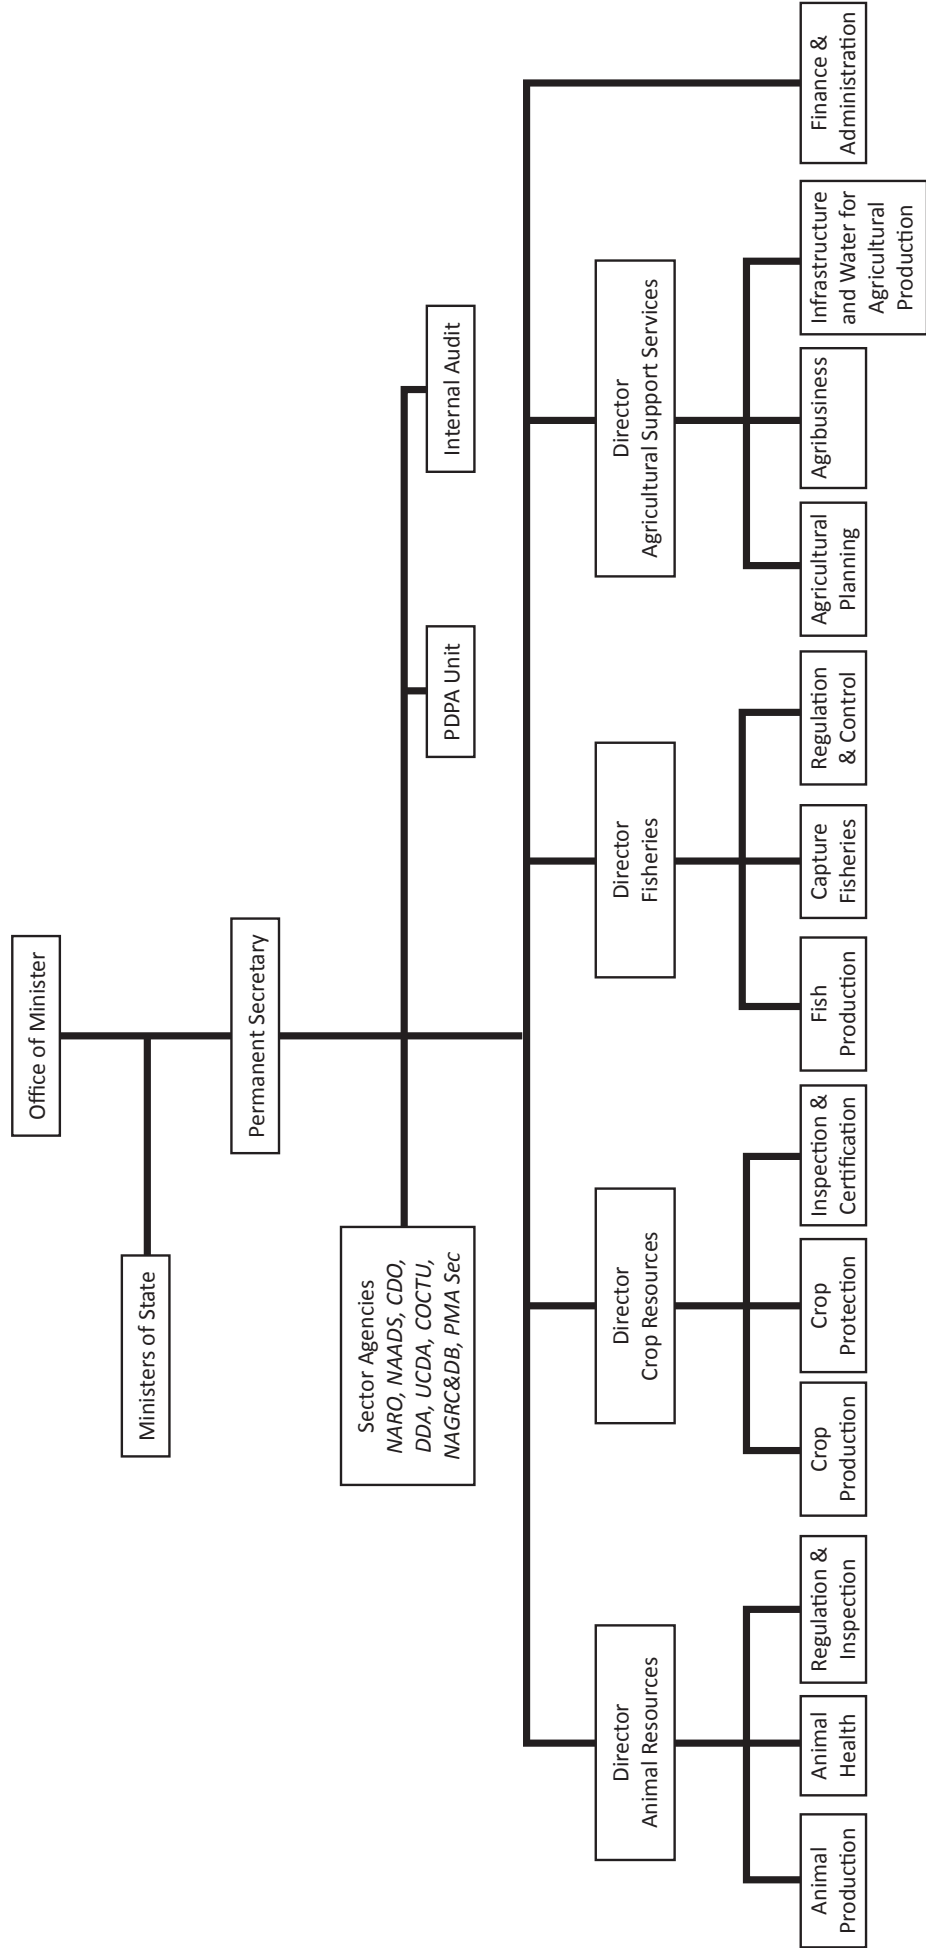 Office of Minister
Ministers of State
Permanent Secretary
Sector Agencies
NARO, NAADS, CDO,
DDA, UCDA, COCTU,
NAGRC&DB, PMA Sec
PDPA Unit
Internal Audit
Director
Animal Resources
Director
Crop Resources
Director
Fisheries
Director
Agricultural Support Services
Animal
Production
Animal
Health
Regulation &
Inspection
Crop
Production
Crop
Protection
Inspection &
Certification
Fish
Production
Capture
Fisheries
Regulation
& Control
Agricultural
Planning
Agribusiness
Infrastructure
and Water for
Agricultural
Production
Finance &
Administration